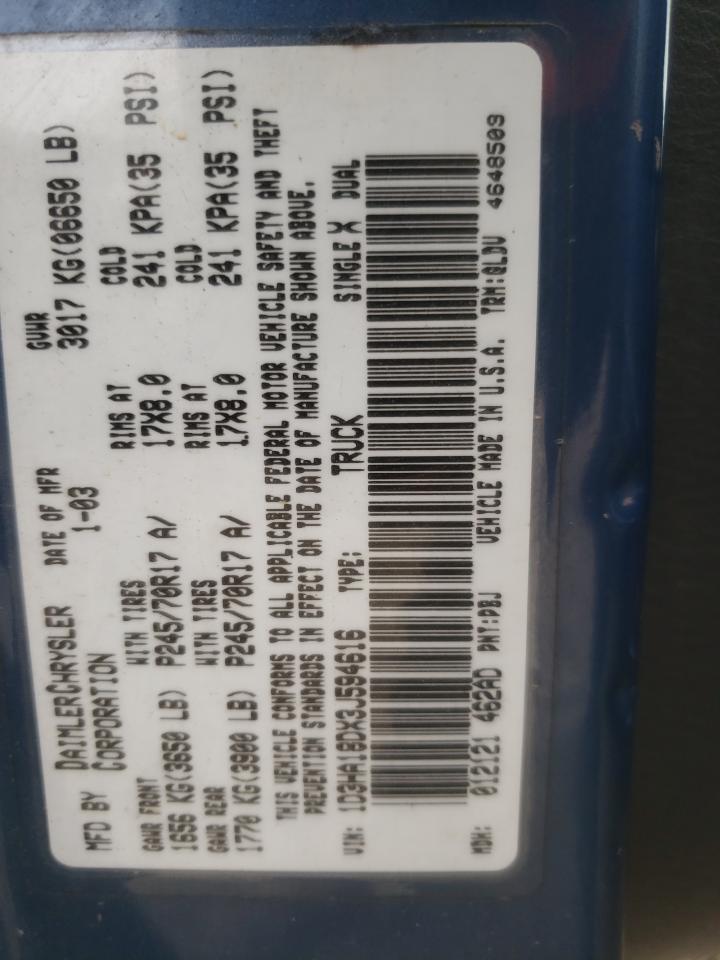 MFD BY DAIMLERCHRYSLER CORPORATION DATE OF MFR 1-03 GVWR 3017 KG(06650 LB)
GAWR FRONT WITH TIRES RIMS AT COLD
1656 KG(3650 LB) P245/70R17 A/ 17X8.0 241 KPA(35 PSI)
GAWR REAR WITH TIRES RIMS AT COLD
1770 KG(3900 LB) P245/70R17 A/ 17X8.0 241 KPA(35 PSI)
THIS VEHICLE CONFORMS TO ALL APPLICABLE FEDERAL MOTOR VEHICLE SAFETY AND THEFT
PREVENTION STANDARDS IN EFFECT ON THE DATE OF MANUFACTURE SHOWN ABOVE.
VIN: 1D3HA18DX3J594616 TYPE: TRUCK SINGLE X DUAL
MDH: 012121 462AD PNT:PBJ VEHICLE MADE IN U.S.A. TRM:QLDV 4648509